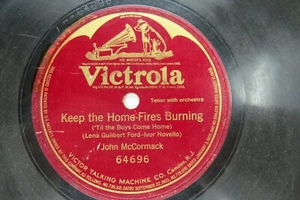 64696
"HIS MASTER'S VOICE"
Victrola
Tenor with orchestra
Keep the Home-Fires Burning
('Til the Boys Come Home)
(Lena Guilbert Ford-Ivor Novello)
John McCormack
64696
VICTOR TALKING MACHINE CO. Camden, N.J.